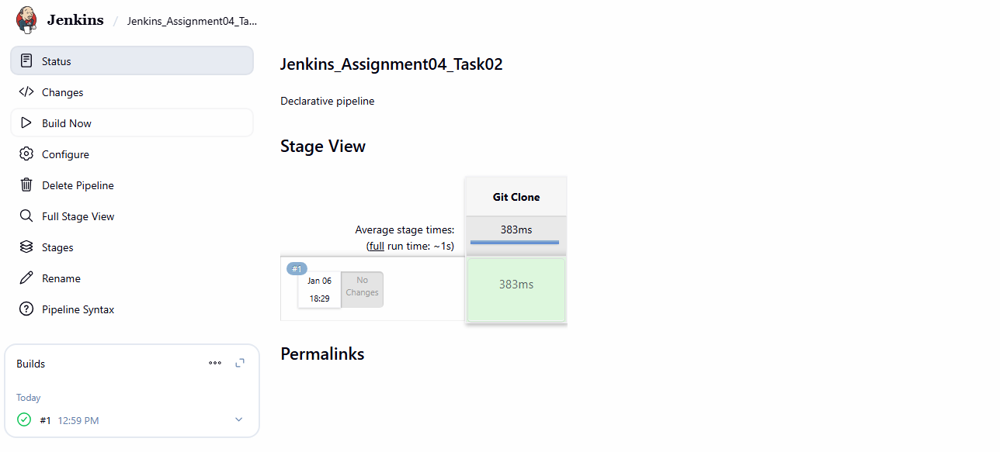 Jenkins / Jenkins_Assignment04_Ta...
Status
Changes
Build Now
Configure
Delete Pipeline
Full Stage View
Stages
Rename
Pipeline Syntax
Builds
Today
#1 12:59 PM
Jenkins_Assignment04_Task02
Declarative pipeline
Stage View
Git Clone
Average stage times:
383ms
(full run time: ~1s)
#1
Jan 06
18:29
No
Changes
383ms
Permalinks